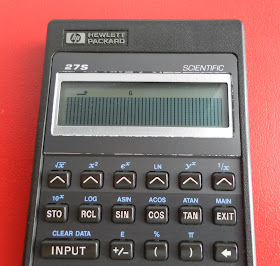 hp HEWLETT
PACKARD
27S SCIENTIFIC
G
√x x² eˣ LN yˣ 1/x
10ˣ LOG ASIN ACOS ATAN MAIN
STO RCL SIN COS TAN EXIT
CLEAR DATA E % π
INPUT +/- ( ) ←